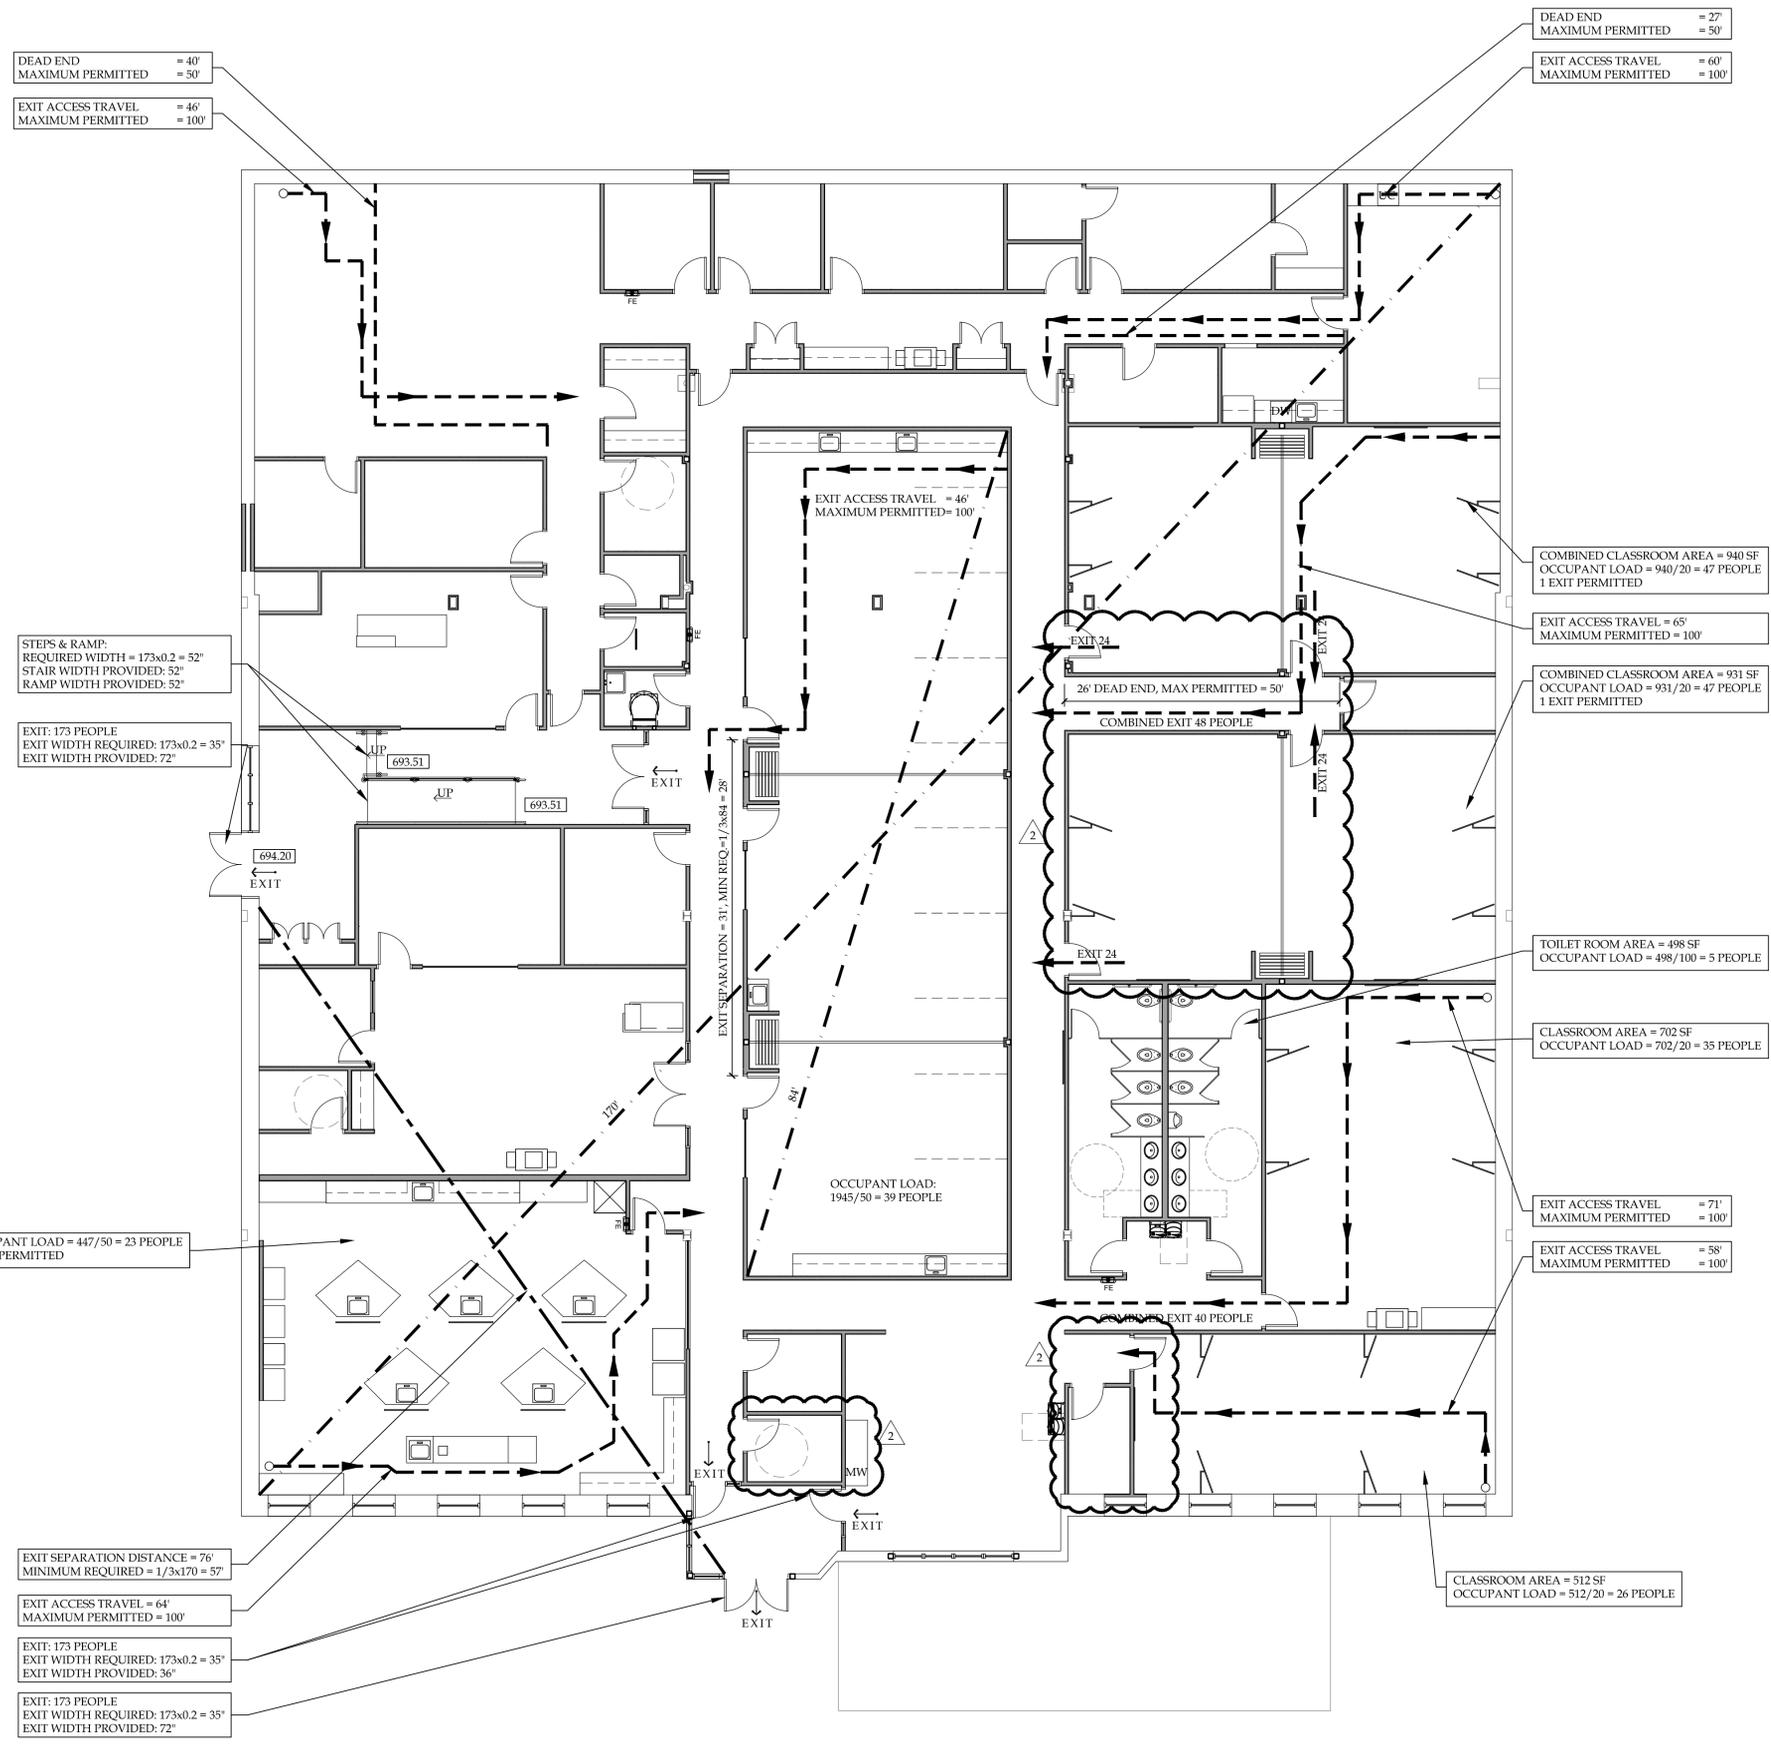 DEAD END = 27'
MAXIMUM PERMITTED = 50'
DEAD END = 40'
MAXIMUM PERMITTED = 50'
EXIT ACCESS TRAVEL = 60'
MAXIMUM PERMITTED = 100'
EXIT ACCESS TRAVEL = 46'
MAXIMUM PERMITTED = 100'
FE
EXIT ACCESS TRAVEL = 46'
MAXIMUM PERMITTED= 100'
COMBINED CLASSROOM AREA = 940 SF
OCCUPANT LOAD = 940/20 = 47 PEOPLE
1 EXIT PERMITTED
EXIT ACCESS TRAVEL = 65'
MAXIMUM PERMITTED = 100'
FE
EXIT 24
STEPS & RAMP:
REQUIRED WIDTH = 173x0.2 = 52"
STAIR WIDTH PROVIDED: 52"
RAMP WIDTH PROVIDED: 52"
COMBINED CLASSROOM AREA = 931 SF
OCCUPANT LOAD = 931/20 = 47 PEOPLE
1 EXIT PERMITTED
26' DEAD END, MAX PERMITTED = 50'
COMBINED EXIT 48 PEOPLE
EXIT: 173 PEOPLE
EXIT WIDTH REQUIRED: 173x0.2 = 35"
EXIT WIDTH PROVIDED: 72"
UP
693.51
EXIT
EXIT 24
UP
693.51
2
694.20
EXIT
EXIT SEPARATION = 31', MIN REQ.=1/3x84 = 28'
EXIT 24
TOILET ROOM AREA = 498 SF
OCCUPANT LOAD = 498/100 = 5 PEOPLE
CLASSROOM AREA = 702 SF
OCCUPANT LOAD = 702/20 = 35 PEOPLE
170'
84'
OCCUPANT LOAD:
1945/50 = 39 PEOPLE
EXIT ACCESS TRAVEL = 71'
MAXIMUM PERMITTED = 100'
FE
PANT LOAD = 447/50 = 23 PEOPLE
PERMITTED
EXIT ACCESS TRAVEL = 58'
MAXIMUM PERMITTED = 100'
FE
COMBINED EXIT 40 PEOPLE
2
2
EXIT
MW
EXIT
EXIT SEPARATION DISTANCE = 76'
MINIMUM REQUIRED = 1/3x170 = 57'
CLASSROOM AREA = 512 SF
OCCUPANT LOAD = 512/20 = 26 PEOPLE
EXIT ACCESS TRAVEL = 64'
MAXIMUM PERMITTED = 100'
EXIT
EXIT: 173 PEOPLE
EXIT WIDTH REQUIRED: 173x0.2 = 35"
EXIT WIDTH PROVIDED: 36"
EXIT: 173 PEOPLE
EXIT WIDTH REQUIRED: 173x0.2 = 35"
EXIT WIDTH PROVIDED: 72"